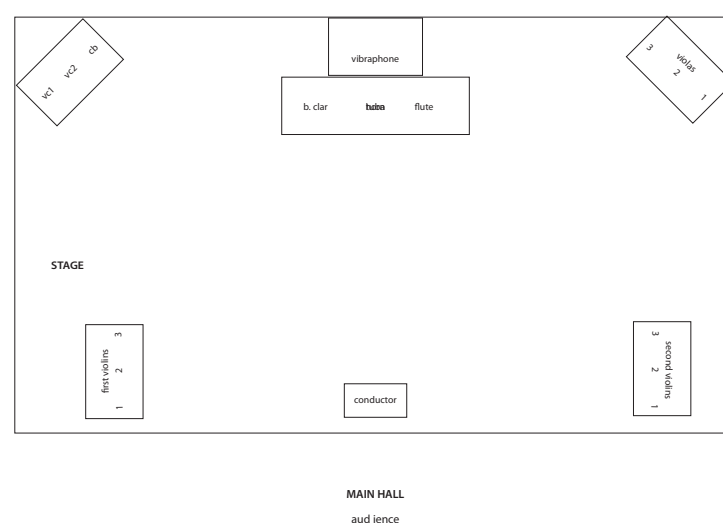 vc1 vc2 cb
vibraphone
violas
3 2 1
b. clar flute
STAGE
first violins
1 2 3
second violins
3 2 1
conductor
MAIN HALL
aud ience